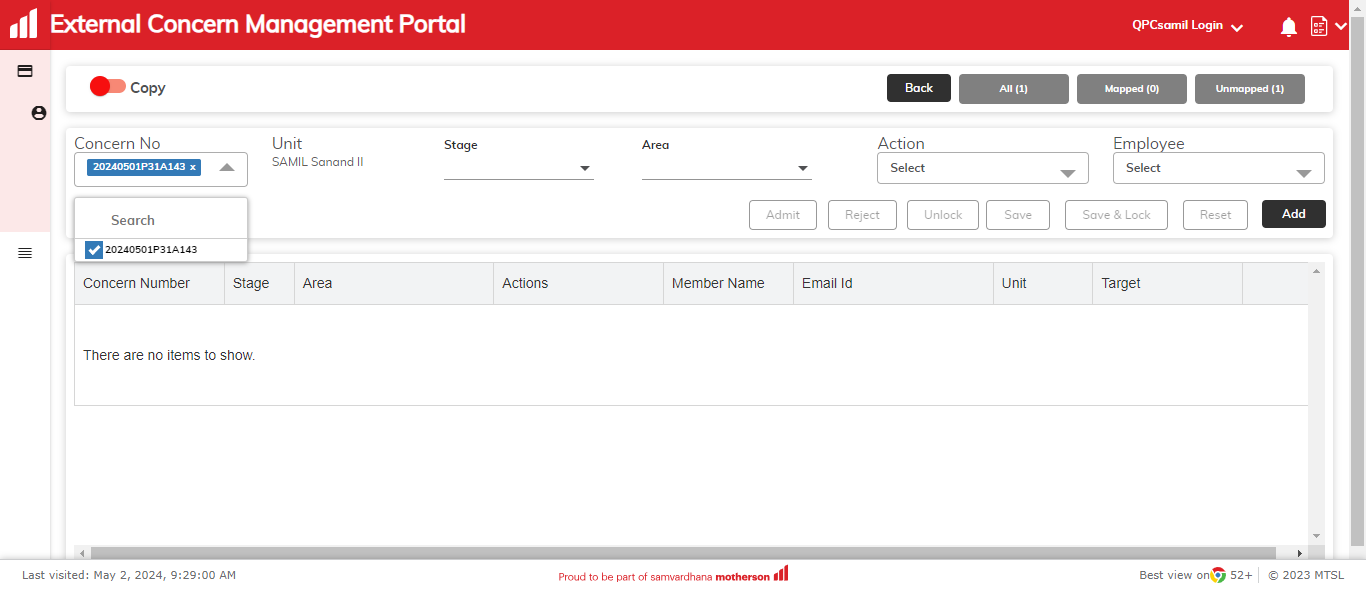 External Concern Management Portal
QPCsamil Login
Copy
Back
All (1)
Mapped (0)
Unmapped (1)
Concern No
Unit
Stage
Area
Action
Employee
20240501P31A143 x
SAMIL Sanand II
Select
Select
Search
20240501P31A143
Admit
Reject
Unlock
Save
Save & Lock
Reset
Add
Concern Number
Stage
Area
Actions
Member Name
Email Id
Unit
Target
There are no items to show.
Last visited: May 2, 2024, 9:29:00 AM
Proud to be part of samvardhana motherson
Best view on 52+
© 2023 MTSL